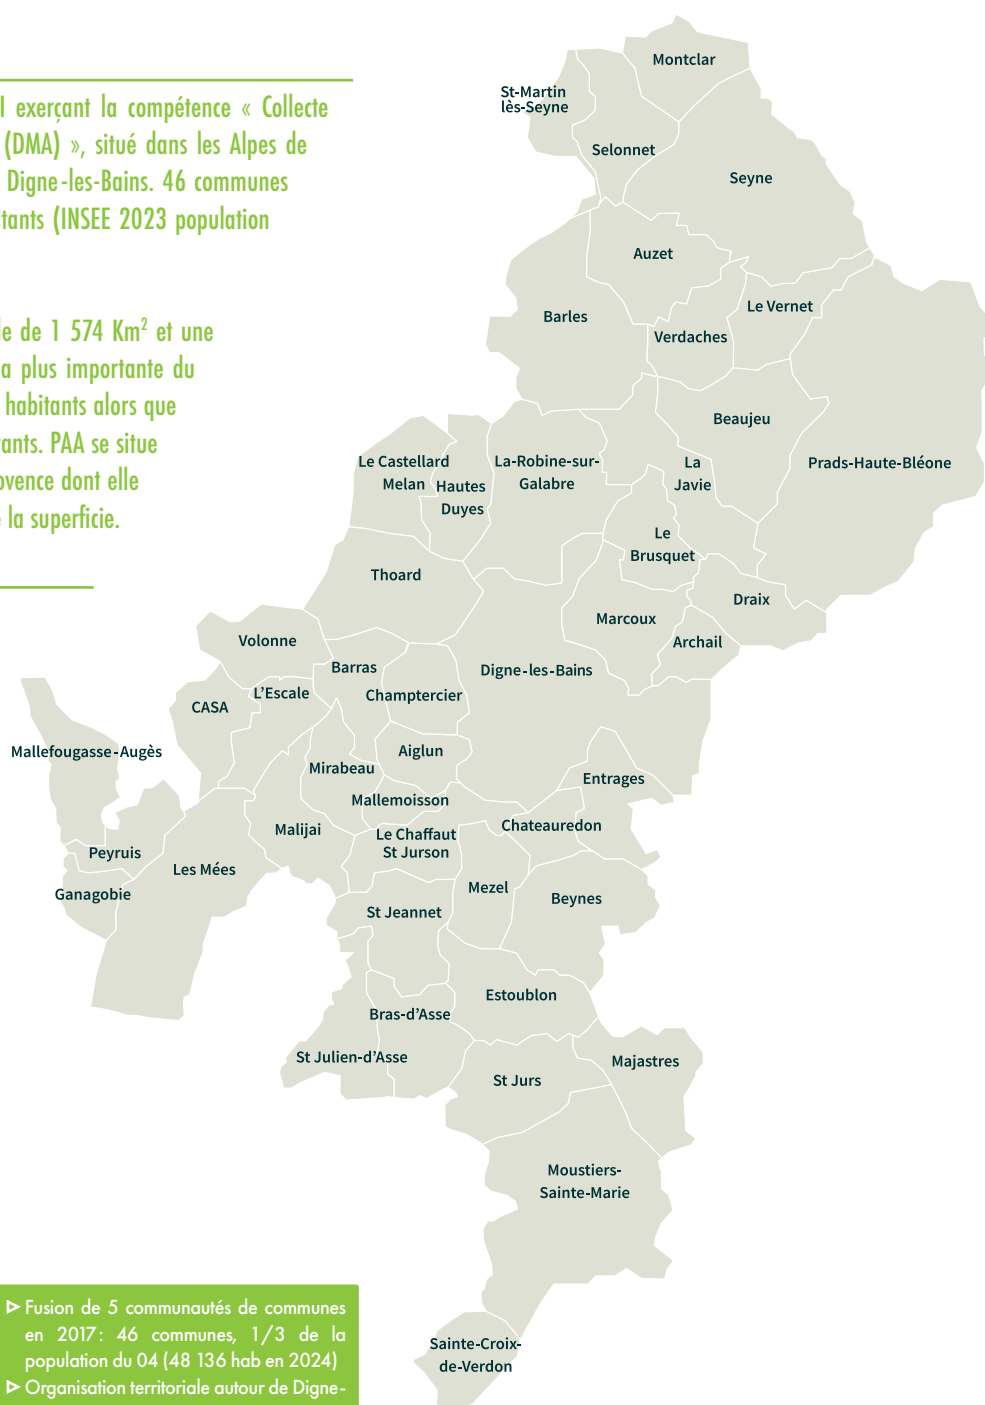 I exerçant la compétence « Collecte
(DMA) », situé dans les Alpes de
Digne-les-Bains. 46 communes
tants (INSEE 2023 population
le de 1 574 Km² et une
a plus importante du
habitants alors que
ants. PAA se situe
ovence dont elle
la superficie.
Montclar
St-Martin
lès-Seyne
Selonnet
Seyne
Auzet
Le Vernet
Barles
Verdaches
Beaujeu
Le Castellard
Melan
Hautes
Duyes
La-Robine-sur-
Galabre
La
Javie
Prads-Haute-Bléone
Le
Brusquet
Thoard
Draix
Marcoux
Archail
Volonne
Barras
Digne-les-Bains
L'Escale
Champtercier
CASA
Mallefougasse-Augès
Aiglun
Mirabeau
Entrages
Mallemoisson
Chateauredon
Malijai
Le Chaffaut
St Jurson
Peyruis
Les Mées
Mezel
Ganagobie
Beynes
St Jeannet
Estoublon
Bras-d'Asse
St Julien-d'Asse
Majastres
St Jurs
Moustiers-
Sainte-Marie
Sainte-Croix-
de-Verdon
Fusion de 5 communautés de communes
en 2017: 46 communes, 1/3 de la
population du 04 (48 136 hab en 2024)
Organisation territoriale autour de Digne-